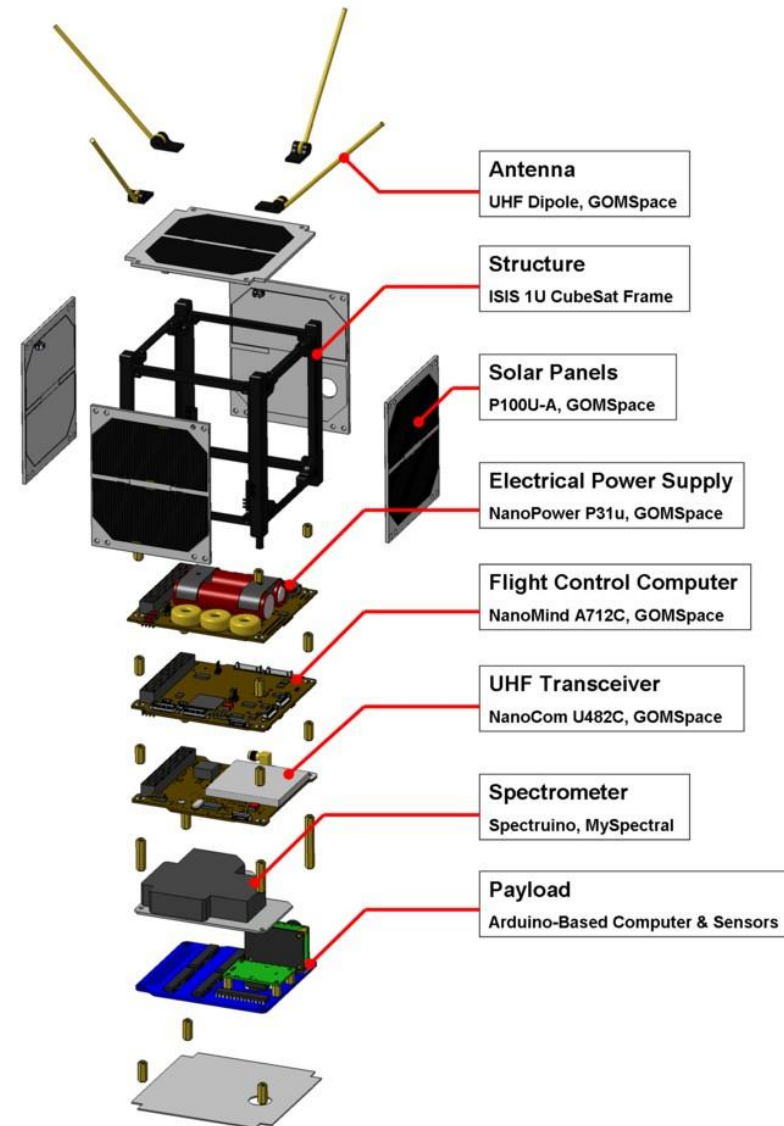 Antenna
UHF Dipole, GOMSpace
Structure
ISIS 1U CubeSat Frame
Solar Panels
P100U-A, GOMSpace
Electrical Power Supply
NanoPower P31u, GOMSpace
Flight Control Computer
NanoMind A712C, GOMSpace
UHF Transceiver
NanoCom U482C, GOMSpace
Spectrometer
Spectruino, MySpectral
Payload
Arduino-Based Computer & Sensors